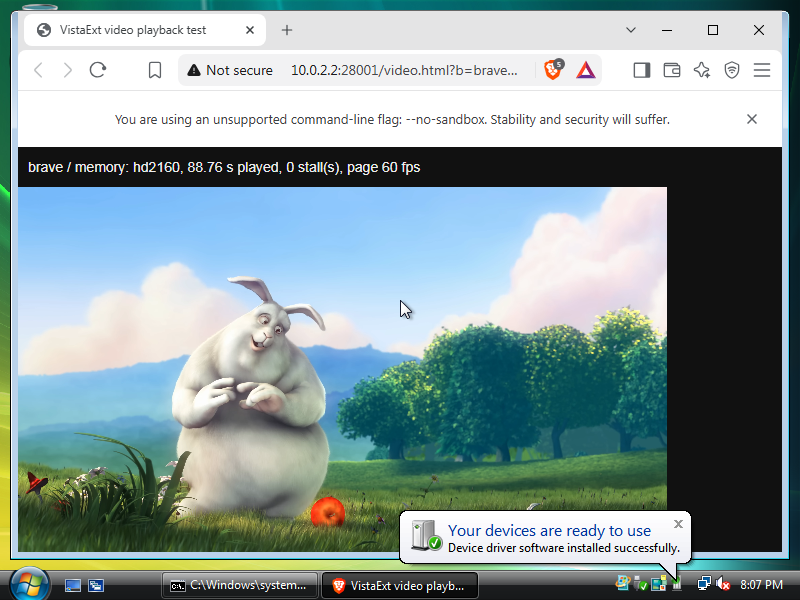 VistaExt video playback test
Not secure 10.0.2.2:28001/video.html?b=brave...
5
You are using an unsupported command-line flag: --no-sandbox. Stability and security will suffer.
brave / memory: hd2160, 88.76 s played, 0 stall(s), page 60 fps
Your devices are ready to use
Device driver software installed successfully.
C:\Windows\system...
VistaExt video playb...
8:07 PM